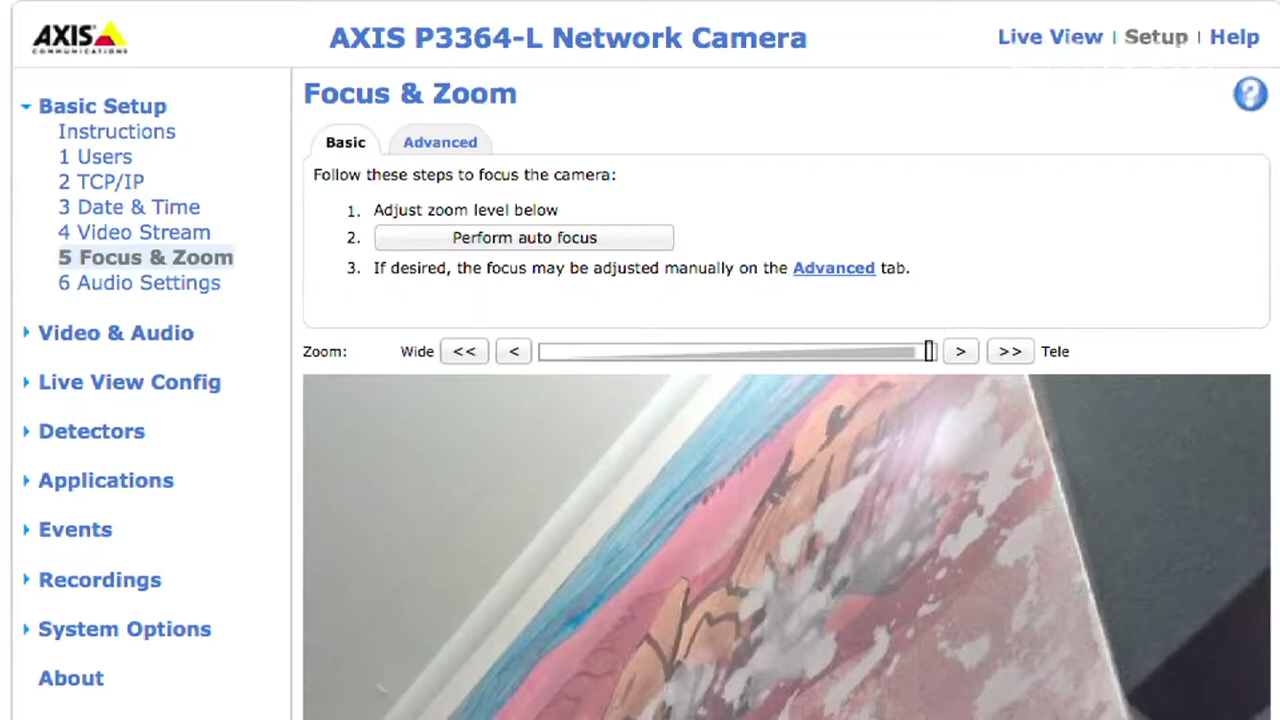 AXIS
COMMUNICATIONS
AXIS P3364-L Network Camera
Live View | Setup | Help
Basic Setup
Instructions
1 Users
2 TCP/IP
3 Date & Time
4 Video Stream
5 Focus & Zoom
6 Audio Settings
Video & Audio
Live View Config
Detectors
Applications
Events
Recordings
System Options
About
Focus & Zoom
?
Basic Advanced
Follow these steps to focus the camera:
1. Adjust zoom level below
2. Perform auto focus
3. If desired, the focus may be adjusted manually on the Advanced tab.
Zoom: Wide << < > >> Tele